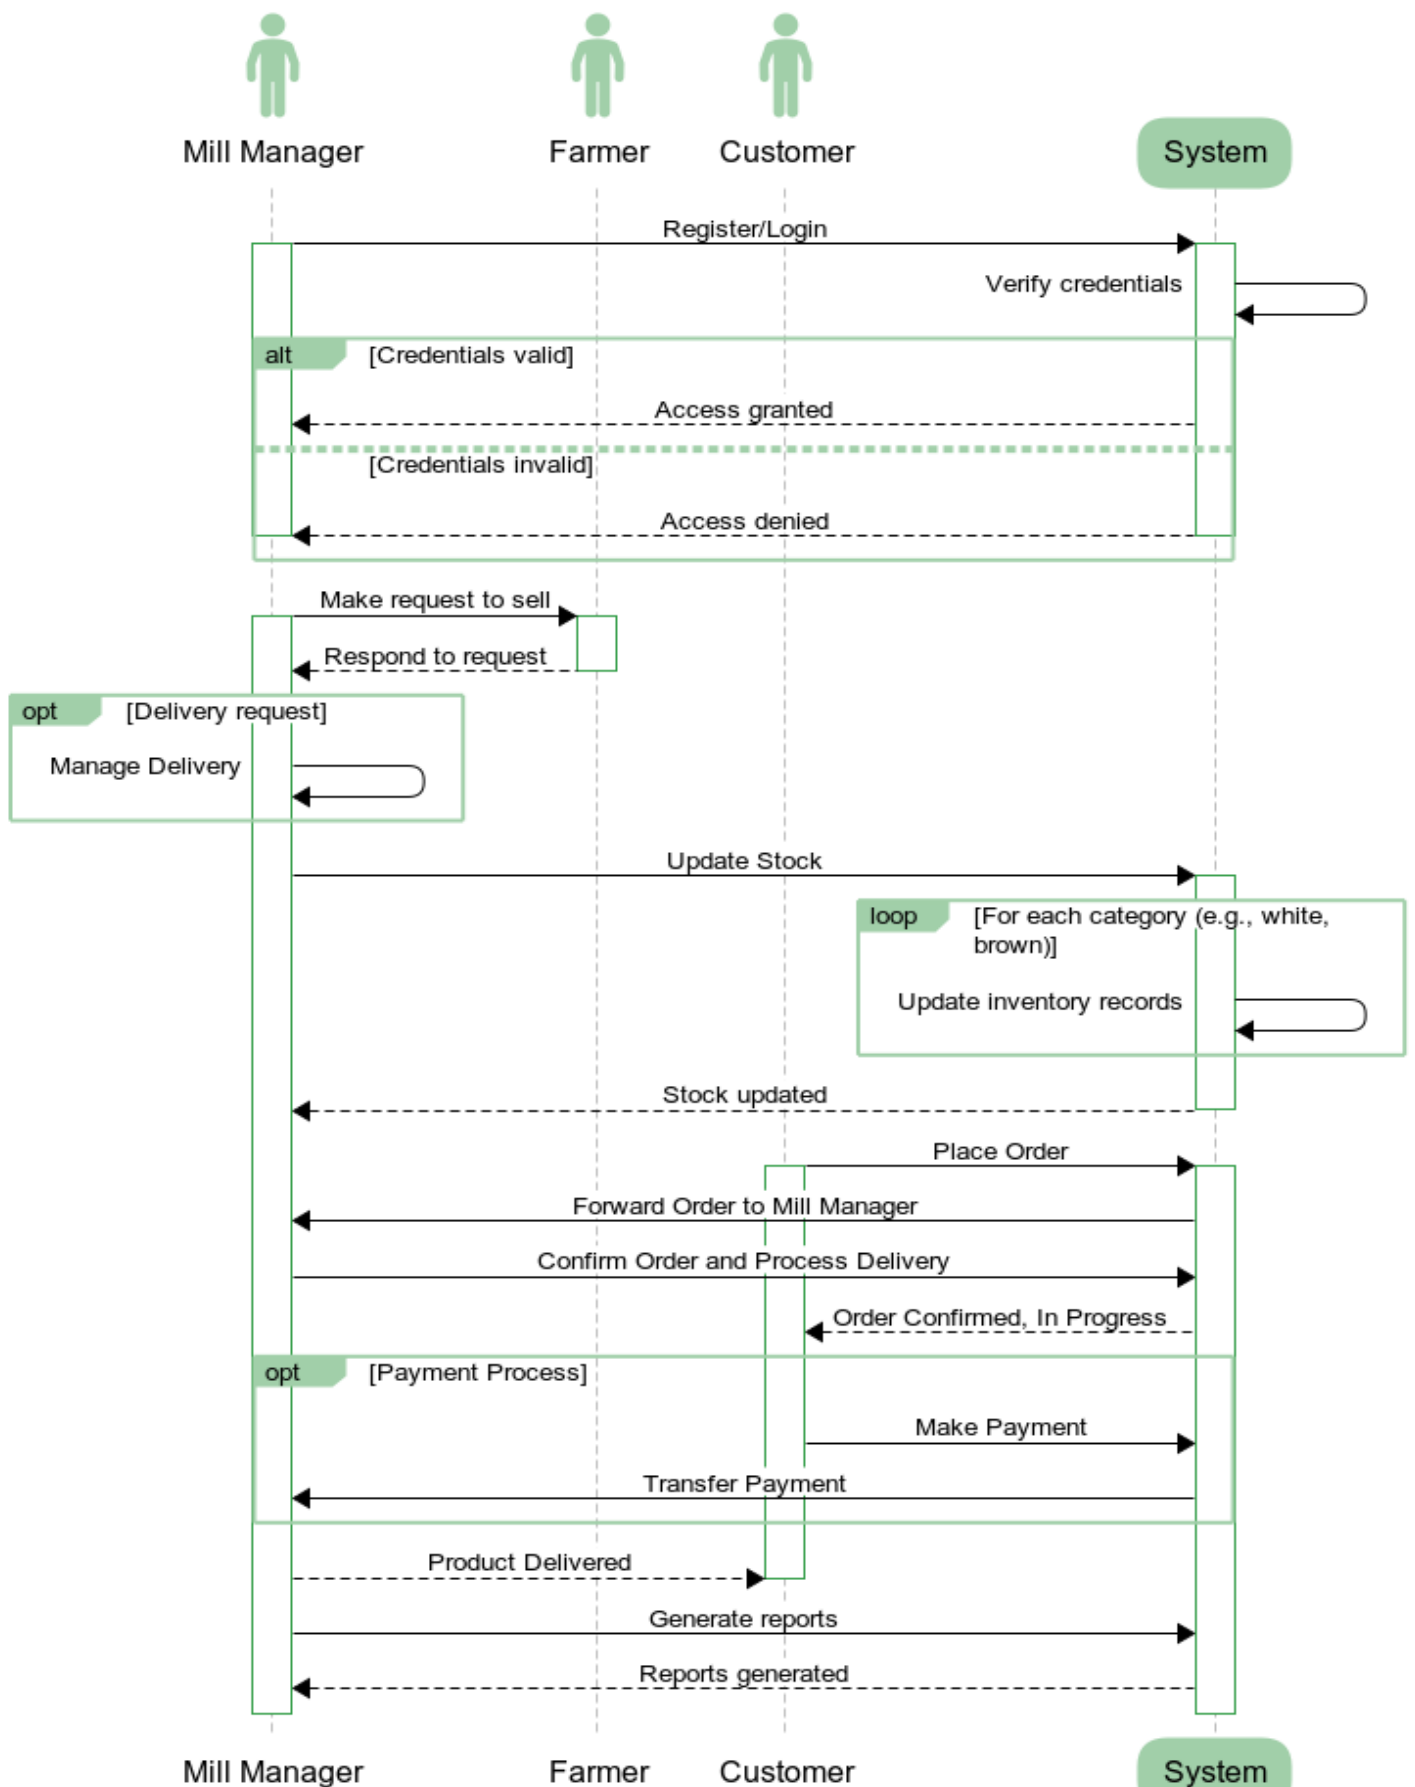 Mill Manager
Farmer
Customer
System
Register/Login
Verify credentials
alt
[Credentials valid]
Access granted
[Credentials invalid]
Access denied
Make request to sell
Respond to request
opt
[Delivery request]
Manage Delivery
Update Stock
loop
[For each category (e.g., white,
brown)]
Update inventory records
Stock updated
Place Order
Forward Order to Mill Manager
Confirm Order and Process Delivery
Order Confirmed, In Progress
opt
[Payment Process]
Make Payment
Transfer Payment
Product Delivered
Generate reports
Reports generated
Mill Manager
Farmer
Customer
System